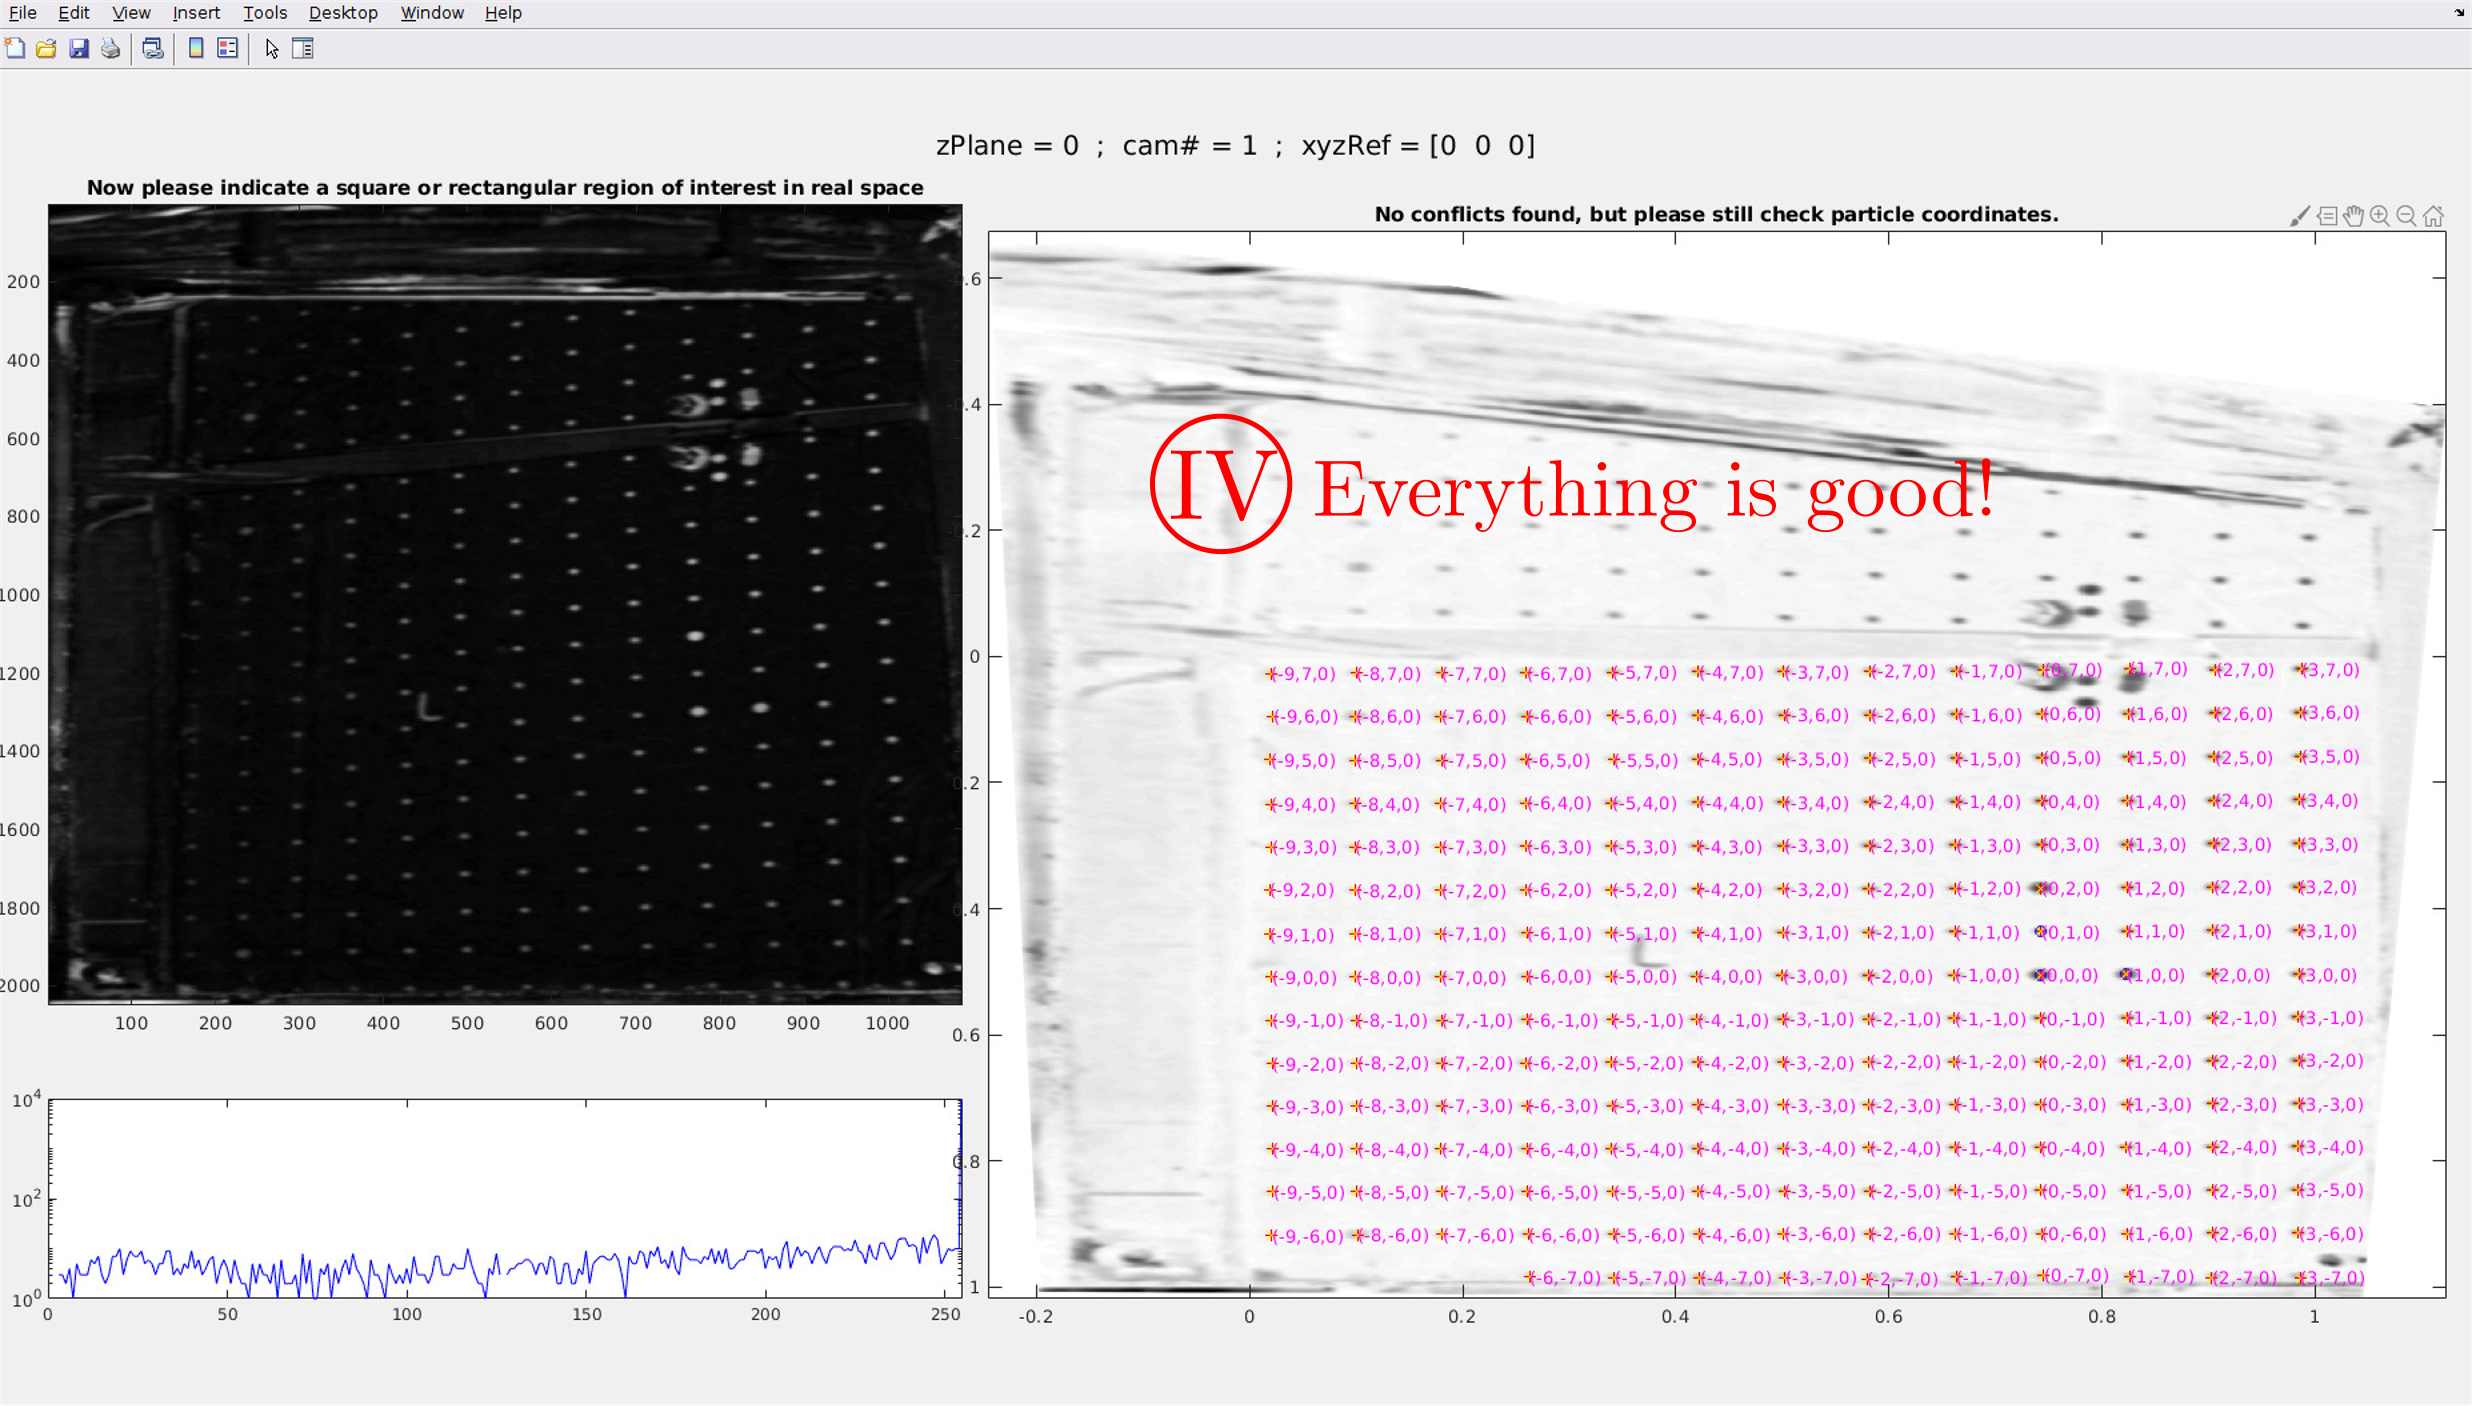 File Edit View Insert Tools Desktop Window Help
zPlane = 0 ; cam# = 1 ; xyzRef = [0 0 0]
Now please indicate a square or rectangular region of interest in real space
No conflicts found, but please still check particle coordinates.
IV Everything is good!
200
400
600
800
1000
1200
1400
1600
1800
2000
100 200 300 400 500 600 700 800 900 1000
10^4
10^2
10^0
0 50 100 150 200 250
0
0.6
0.8
1
-0.2 0 0.2 0.4 0.6 0.8 1
(-9,7,0) (-8,7,0) (-7,7,0) (-6,7,0) (-5,7,0) (-4,7,0) (-3,7,0) (-2,7,0) (-1,7,0) (0,7,0) (1,7,0) (2,7,0) (3,7,0)
(-9,6,0) (-8,6,0) (-7,6,0) (-6,6,0) (-5,6,0) (-4,6,0) (-3,6,0) (-2,6,0) (-1,6,0) (0,6,0) (1,6,0) (2,6,0) (3,6,0)
(-9,5,0) (-8,5,0) (-7,5,0) (-6,5,0) (-5,5,0) (-4,5,0) (-3,5,0) (-2,5,0) (-1,5,0) (0,5,0) (1,5,0) (2,5,0) (3,5,0)
(-9,4,0) (-8,4,0) (-7,4,0) (-6,4,0) (-5,4,0) (-4,4,0) (-3,4,0) (-2,4,0) (-1,4,0) (0,4,0) (1,4,0) (2,4,0) (3,4,0)
(-9,3,0) (-8,3,0) (-7,3,0) (-6,3,0) (-5,3,0) (-4,3,0) (-3,3,0) (-2,3,0) (-1,3,0) (0,3,0) (1,3,0) (2,3,0) (3,3,0)
(-9,2,0) (-8,2,0) (-7,2,0) (-6,2,0) (-5,2,0) (-4,2,0) (-3,2,0) (-2,2,0) (-1,2,0) (0,2,0) (1,2,0) (2,2,0) (3,2,0)
(-9,1,0) (-8,1,0) (-7,1,0) (-6,1,0) (-5,1,0) (-4,1,0) (-3,1,0) (-2,1,0) (-1,1,0) (0,1,0) (1,1,0) (2,1,0) (3,1,0)
(-9,0,0) (-8,0,0) (-7,0,0) (-6,0,0) (-5,0,0) (-4,0,0) (-3,0,0) (-2,0,0) (-1,0,0) (0,0,0) (1,0,0) (2,0,0) (3,0,0)
(-9,-1,0) (-8,-1,0) (-7,-1,0) (-6,-1,0) (-5,-1,0) (-4,-1,0) (-3,-1,0) (-2,-1,0) (-1,-1,0) (0,-1,0) (1,-1,0) (2,-1,0) (3,-1,0)
(-9,-2,0) (-8,-2,0) (-7,-2,0) (-6,-2,0) (-5,-2,0) (-4,-2,0) (-3,-2,0) (-2,-2,0) (-1,-2,0) (0,-2,0) (1,-2,0) (2,-2,0) (3,-2,0)
(-9,-3,0) (-8,-3,0) (-7,-3,0) (-6,-3,0) (-5,-3,0) (-4,-3,0) (-3,-3,0) (-2,-3,0) (-1,-3,0) (0,-3,0) (1,-3,0) (2,-3,0) (3,-3,0)
(-9,-4,0) (-8,-4,0) (-7,-4,0) (-6,-4,0) (-5,-4,0) (-4,-4,0) (-3,-4,0) (-2,-4,0) (-1,-4,0) (0,-4,0) (1,-4,0) (2,-4,0) (3,-4,0)
(-9,-5,0) (-8,-5,0) (-7,-5,0) (-6,-5,0) (-5,-5,0) (-4,-5,0) (-3,-5,0) (-2,-5,0) (-1,-5,0) (0,-5,0) (1,-5,0) (2,-5,0) (3,-5,0)
(-9,-6,0) (-8,-6,0) (-7,-6,0) (-6,-6,0) (-5,-6,0) (-4,-6,0) (-3,-6,0) (-2,-6,0) (-1,-6,0) (0,-6,0) (1,-6,0) (2,-6,0) (3,-6,0)
(-6,-7,0) (-5,-7,0) (-4,-7,0) (-3,-7,0) (-2,-7,0) (-1,-7,0) (0,-7,0) (1,-7,0) (2,-7,0) (3,-7,0)